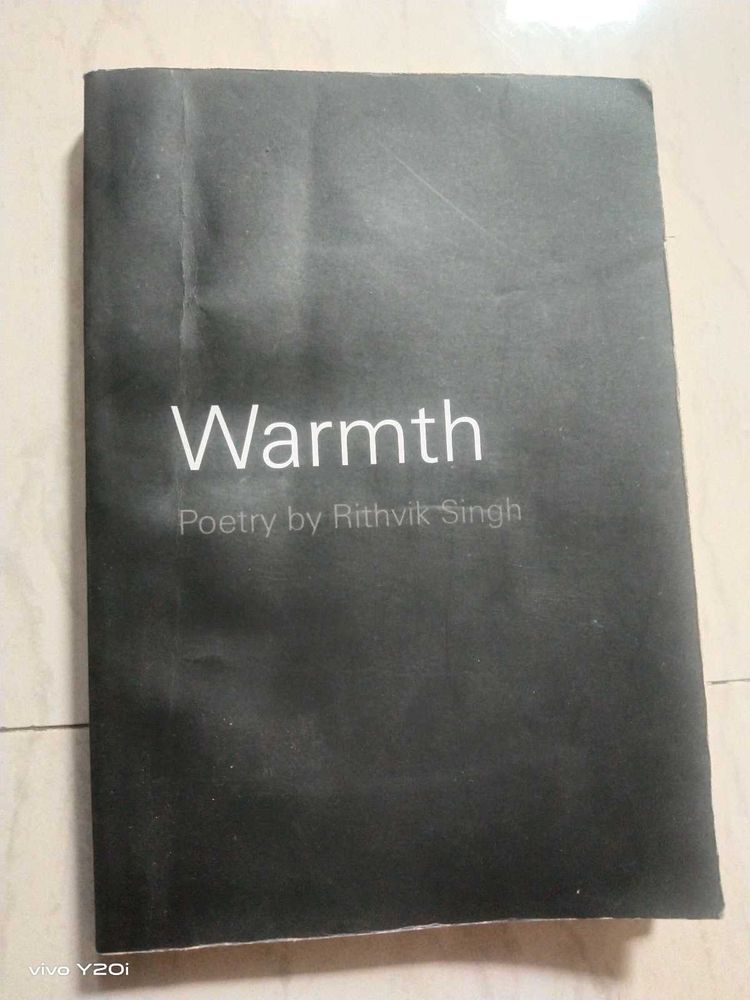 Warmth
Poetry by Rithvik Singh
vivo Y20i